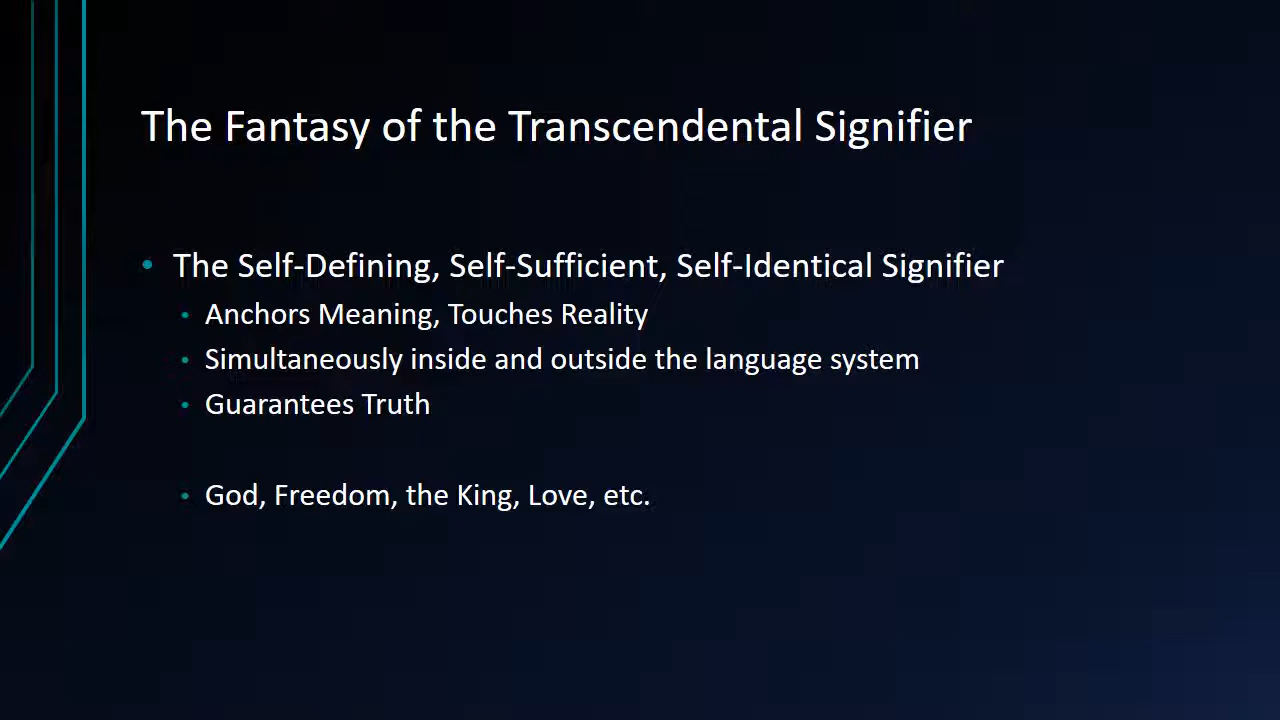 The Fantasy of the Transcendental Signifier
• The Self-Defining, Self-Sufficient, Self-Identical Signifier
• Anchors Meaning, Touches Reality
• Simultaneously inside and outside the language system
• Guarantees Truth
• God, Freedom, the King, Love, etc.